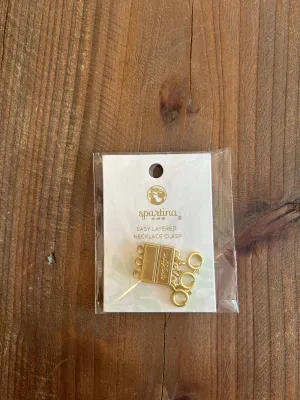 spartina
449
EASY LAYERED
NECKLACE CLASP